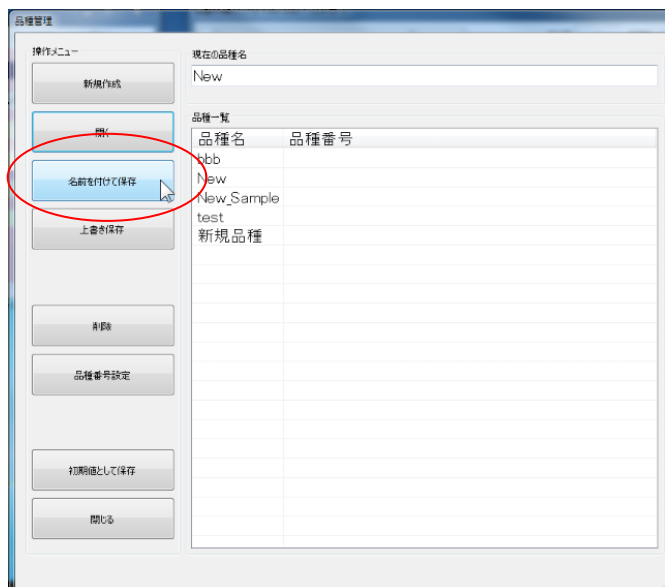 品種管理
操作メニュー
新規作成
開く
名前を付けて保存
上書き保存
削除
品種番号設定
初期値として保存
閉じる
現在の品種名
New
品種一覧
品種名 品種番号
bbb
New
New_Sample
test
新規品種